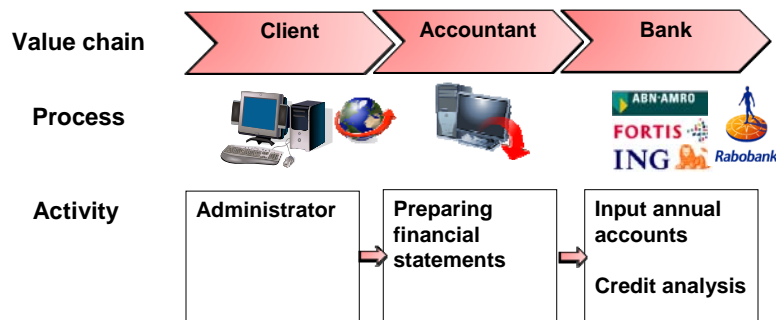 Value chain
Client
Accountant
Bank
Process
ABN·AMRO
FORTIS
ING
Rabobank
Activity
Administrator
Preparing
financial
statements
Input annual
accounts
Credit analysis